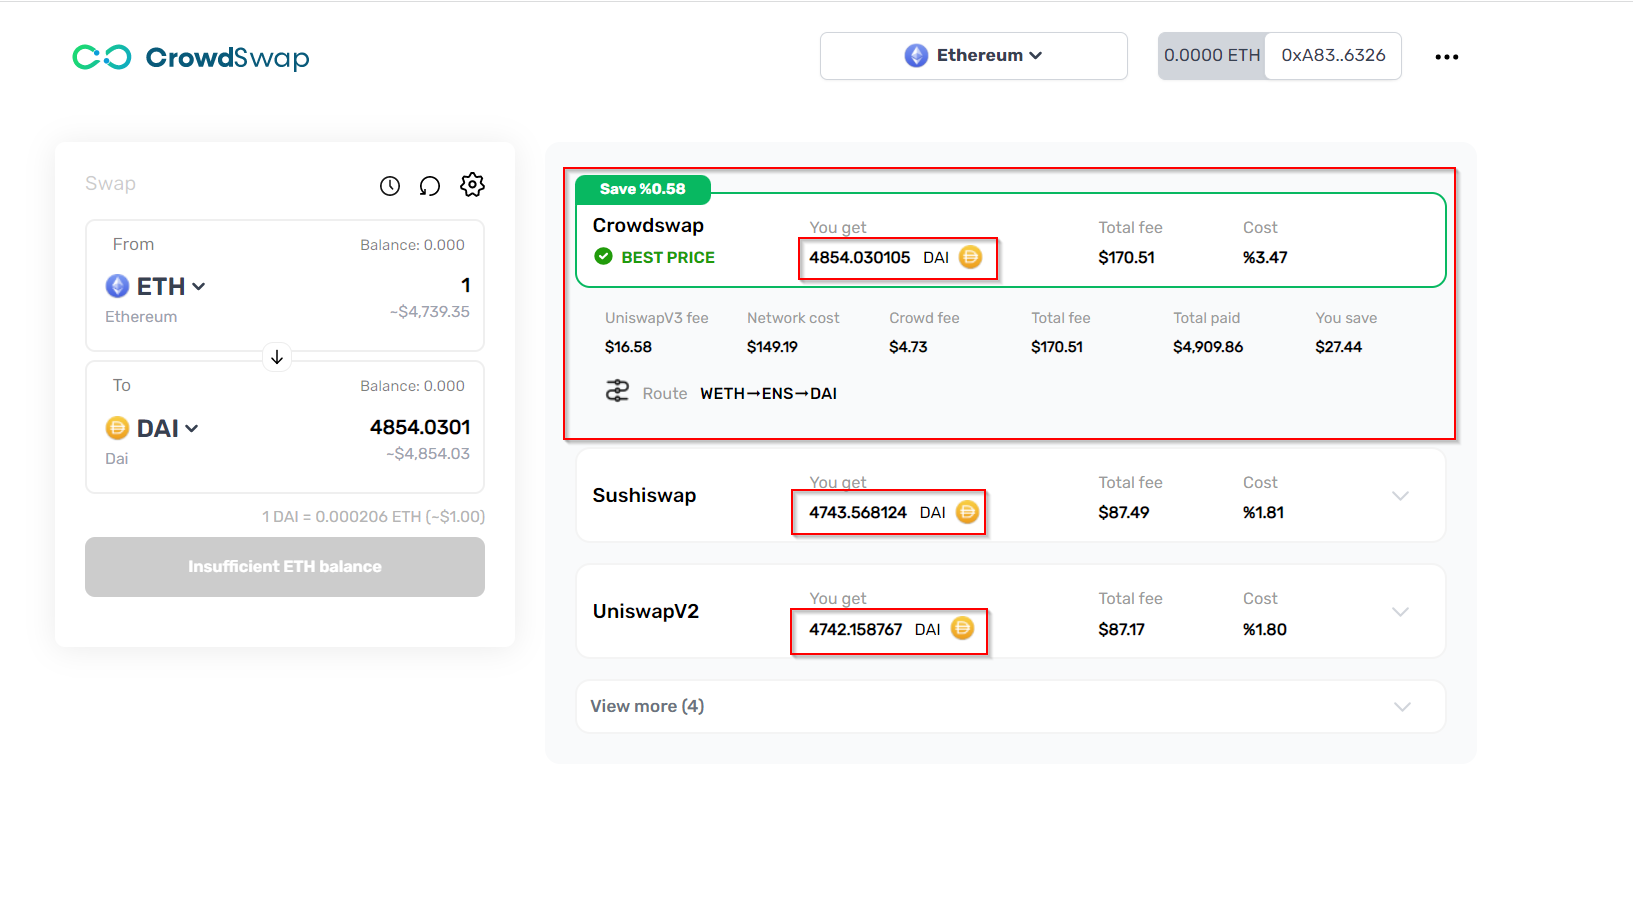 CrowdSwap
Ethereum
0.0000 ETH
0xA83..6326
Swap
From
Balance: 0.000
ETH
1
Ethereum
~$4,739.35
To
Balance: 0.000
DAI
4854.0301
Dai
~$4,854.03
1 DAI = 0.000206 ETH (~$1.00)
Insufficient ETH balance
Save %0.58
Crowdswap
You get
Total fee
Cost
BEST PRICE
4854.030105 DAI
$170.51
%3.47
UniswapV3 fee
Network cost
Crowd fee
Total fee
Total paid
You save
$16.58
$149.19
$4.73
$170.51
$4,909.86
$27.44
Route WETH→ENS→DAI
Sushiswap
You get
Total fee
Cost
4743.568124 DAI
$87.49
%1.81
UniswapV2
You get
Total fee
Cost
4742.158767 DAI
$87.17
%1.80
View more (4)